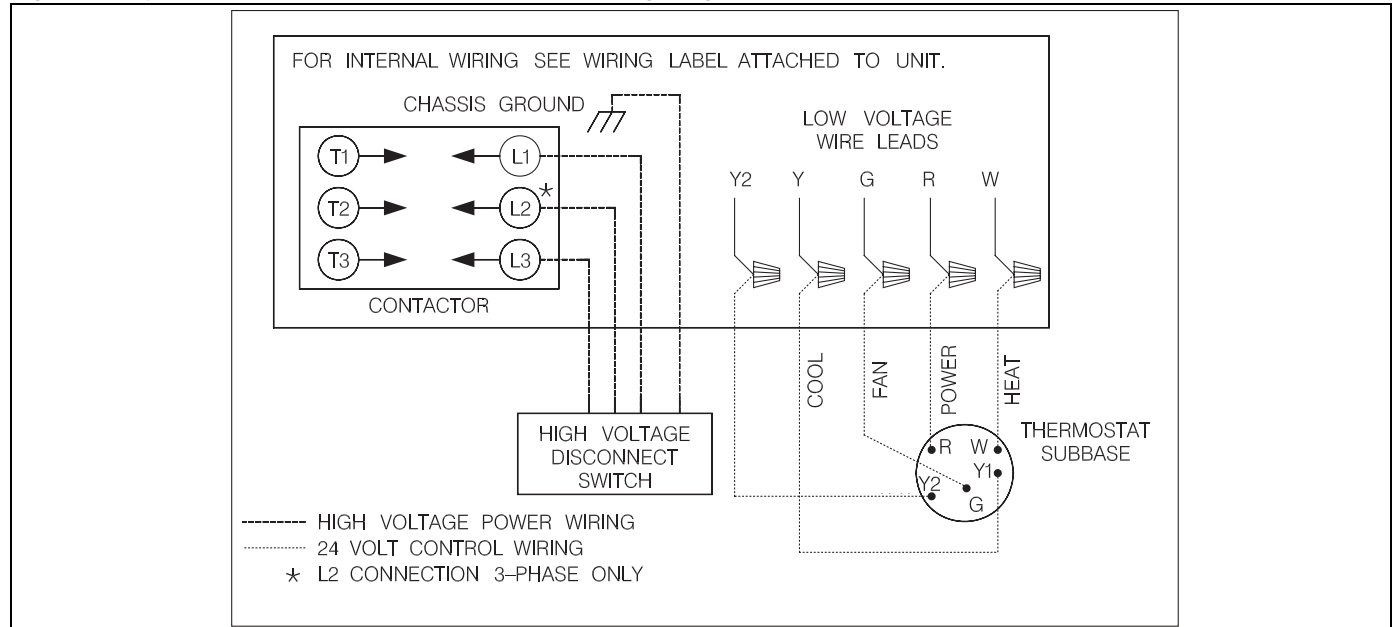 FOR INTERNAL WIRING SEE WIRING LABEL ATTACHED TO UNIT.
CHASSIS GROUND
T1
L1
T2
L2
*
T3
L3
CONTACTOR
LOW VOLTAGE
WIRE LEADS
Y2 Y G R W
COOL
FAN
POWER
HEAT
HIGH VOLTAGE
DISCONNECT
SWITCH
THERMOSTAT
SUBBASE
R W
Y1
Y2
G
HIGH VOLTAGE POWER WIRING
24 VOLT CONTROL WIRING
* L2 CONNECTION 3-PHASE ONLY